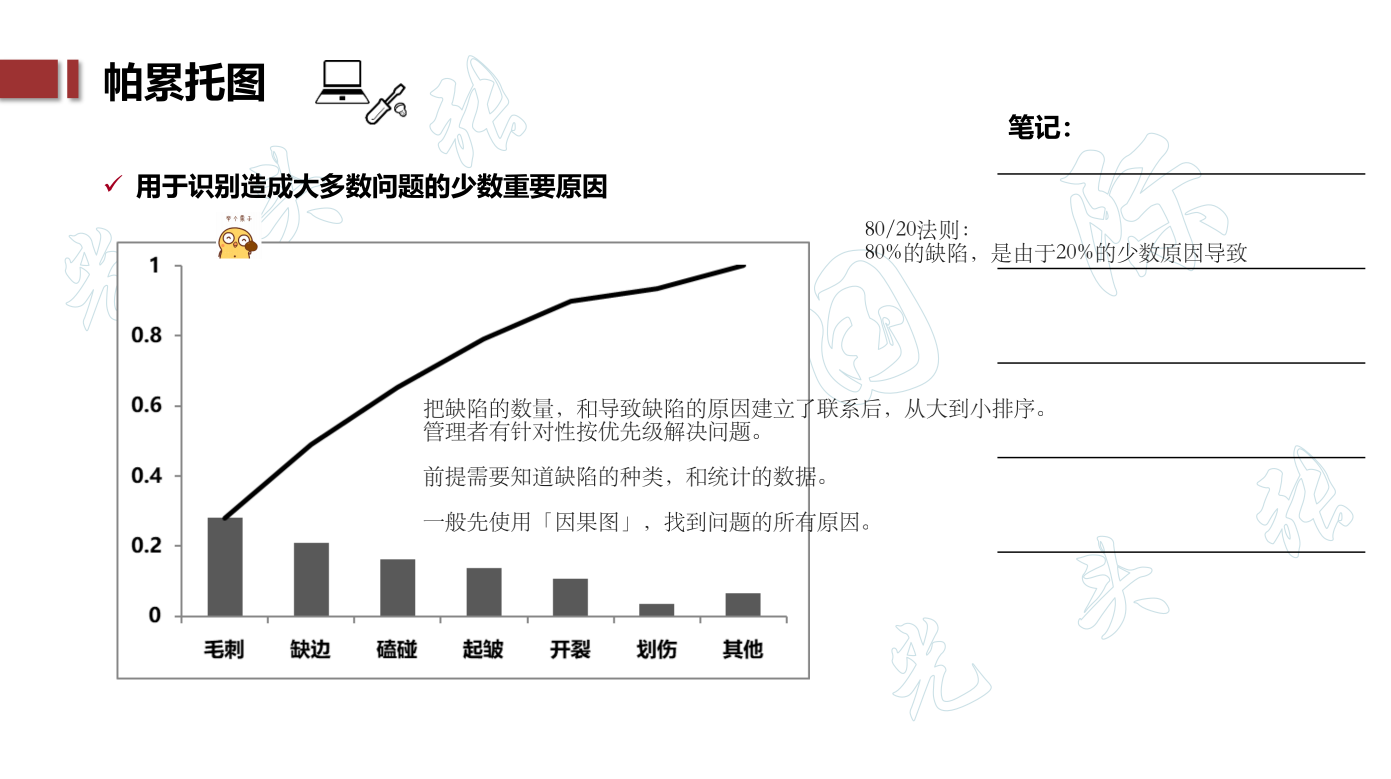 帕累托图
笔记：
用于识别造成大多数问题的少数重要原因
80/20法则：
80%的缺陷，是由于20%的少数原因导致
1
0.8
0.6
0.4
0.2
0
把缺陷的数量，和导致缺陷的原因建立了联系后，从大到小排序。
管理者有针对性按优先级解决问题。
前提需要知道缺陷的种类，和统计的数据。
一般先使用「因果图」，找到问题的所有原因。
毛刺 缺边 磕碰 起皱 开裂 划伤 其他